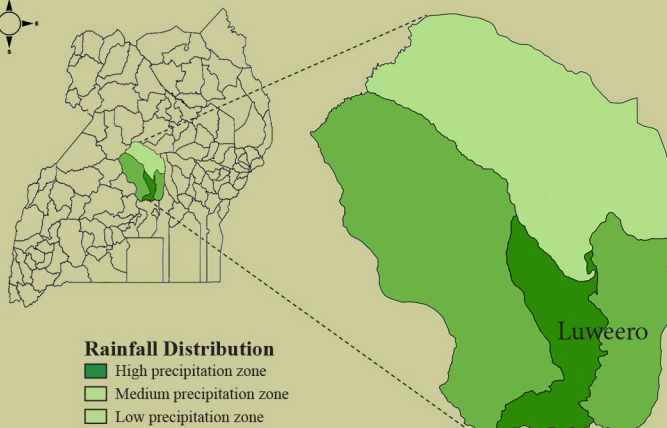 E
S
Luweero
Rainfall Distribution
High precipitation zone
Medium precipitation zone
Low precipitation zone